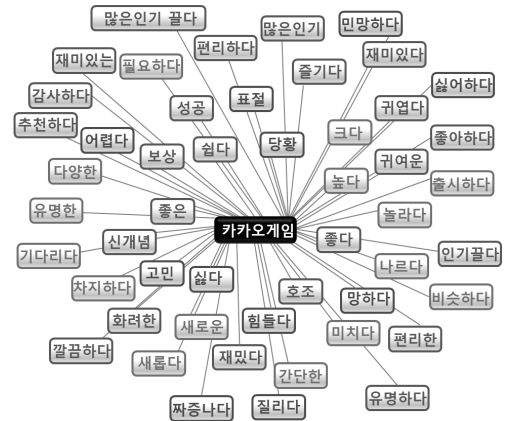 많은인기 끌다
민망하다
많은인기
편리하다
재미있다
재미있는
필요하다
즐기다
싫어하다
감사하다
표절
성공
귀엽다
추천하다
크다
어렵다
당황
좋아하다
쉽다
보상
귀여운
다양한
높다
출시하다
유명한
좋은
놀라다
카카오게임
신개념
좋다
기다리다
인기끌다
나르다
고민
싫다
차지하다
호조
비슷하다
망하다
화려한
새로운
힘들다
미치다
편리한
깔끔하다
재밌다
새롭다
간단한
유명하다
짜증나다
질리다